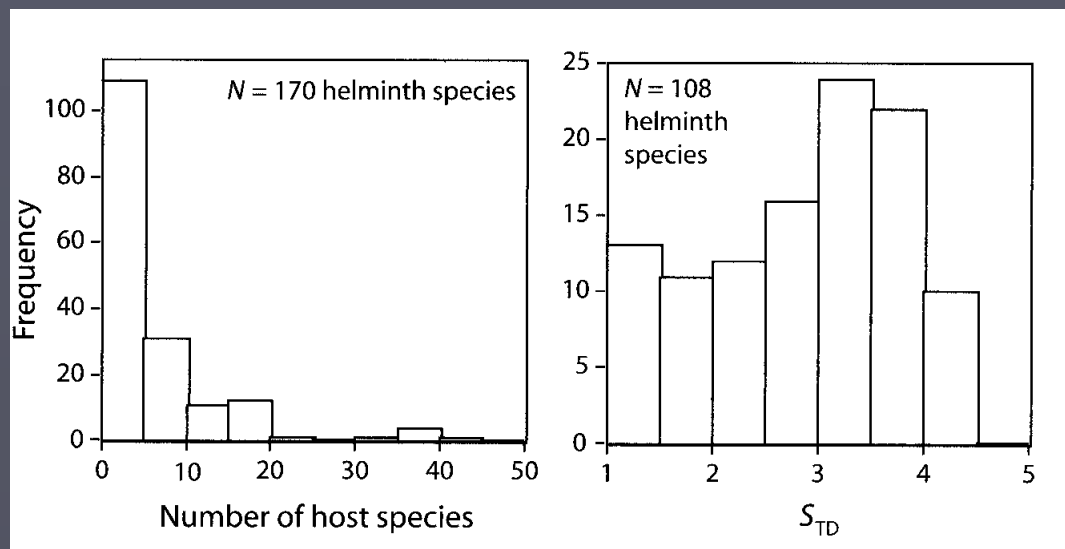 Frequency
100
80
60
40
20
0
N = 170 helminth species
0 10 20 30 40 50
Number of host species
25
20
15
10
5
0
N = 108
helminth
species
1 2 3 4 5
STD